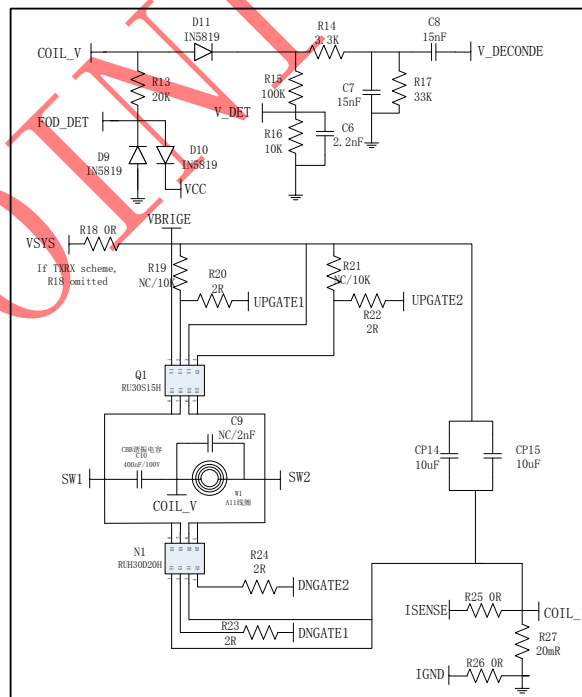 D11
IN5819
R14
3.3K
C8
15nF
COIL_V
V_DECONDE
R13
20K
R15
100K
C7
15nF
R17
33K
V_DET
FOD_DET
R16
10K
C6
2.2nF
D9
IN5819
D10
IN5819
VCC
VBRIGE
VSYS
R18 0R
If TXRX scheme,
R18 omitted
R19
NC/10K
R20
2R
UPGATE1
R21
NC/10K
UPGATE2
R22
2R
Q1
RU30S15H
C9
NC/2nF
CBB谐振电容
C10
400nF/100V
SW1
SW2
COIL_V
W1
A11线圈
CP14
10uF
CP15
10uF
N1
RUH30D20H
R24
2R
DNGATE2
R23
2R
DNGATE1
ISENSE
R25 0R
COIL_
R27
20mR
IGND
R26 0R